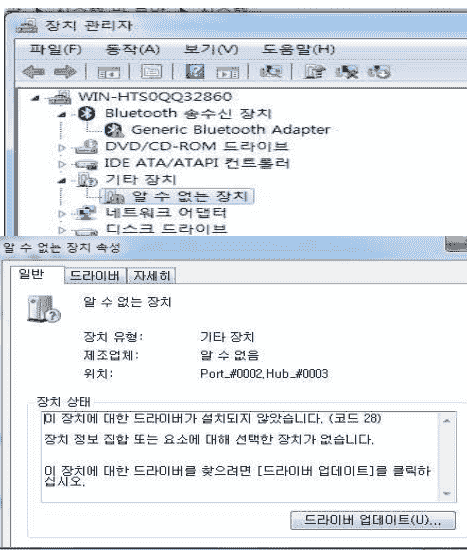 장치 관리자
파일(F) 동작(A) 보기(V) 도움말(H)
WIN-HTS0QQ32860
Bluetooth 송수신 장치
Generic Bluetooth Adapter
DVD/CD-ROM 드라이브
IDE ATA/ATAPI 컨트롤러
기타 장치
알 수 없는 장치
네트워크 어댑터
디스크 드라이브
알 수 없는 장치 속성
일반 드라이버 자세히
알 수 없는 장치
장치 유형: 기타 장치
제조업체: 알 수 없음
위치: Port_#0002,Hub_#0003
장치 상태
이 장치에 대한 드라이버가 설치되지 않았습니다. (코드 28)
장치 정보 집합 또는 요소에 대해 선택한 장치가 없습니다.
이 장치에 대한 드라이버를 찾으려면 [드라이버 업데이트]를 클릭하
십시오.
드라이버 업데이트(U)...